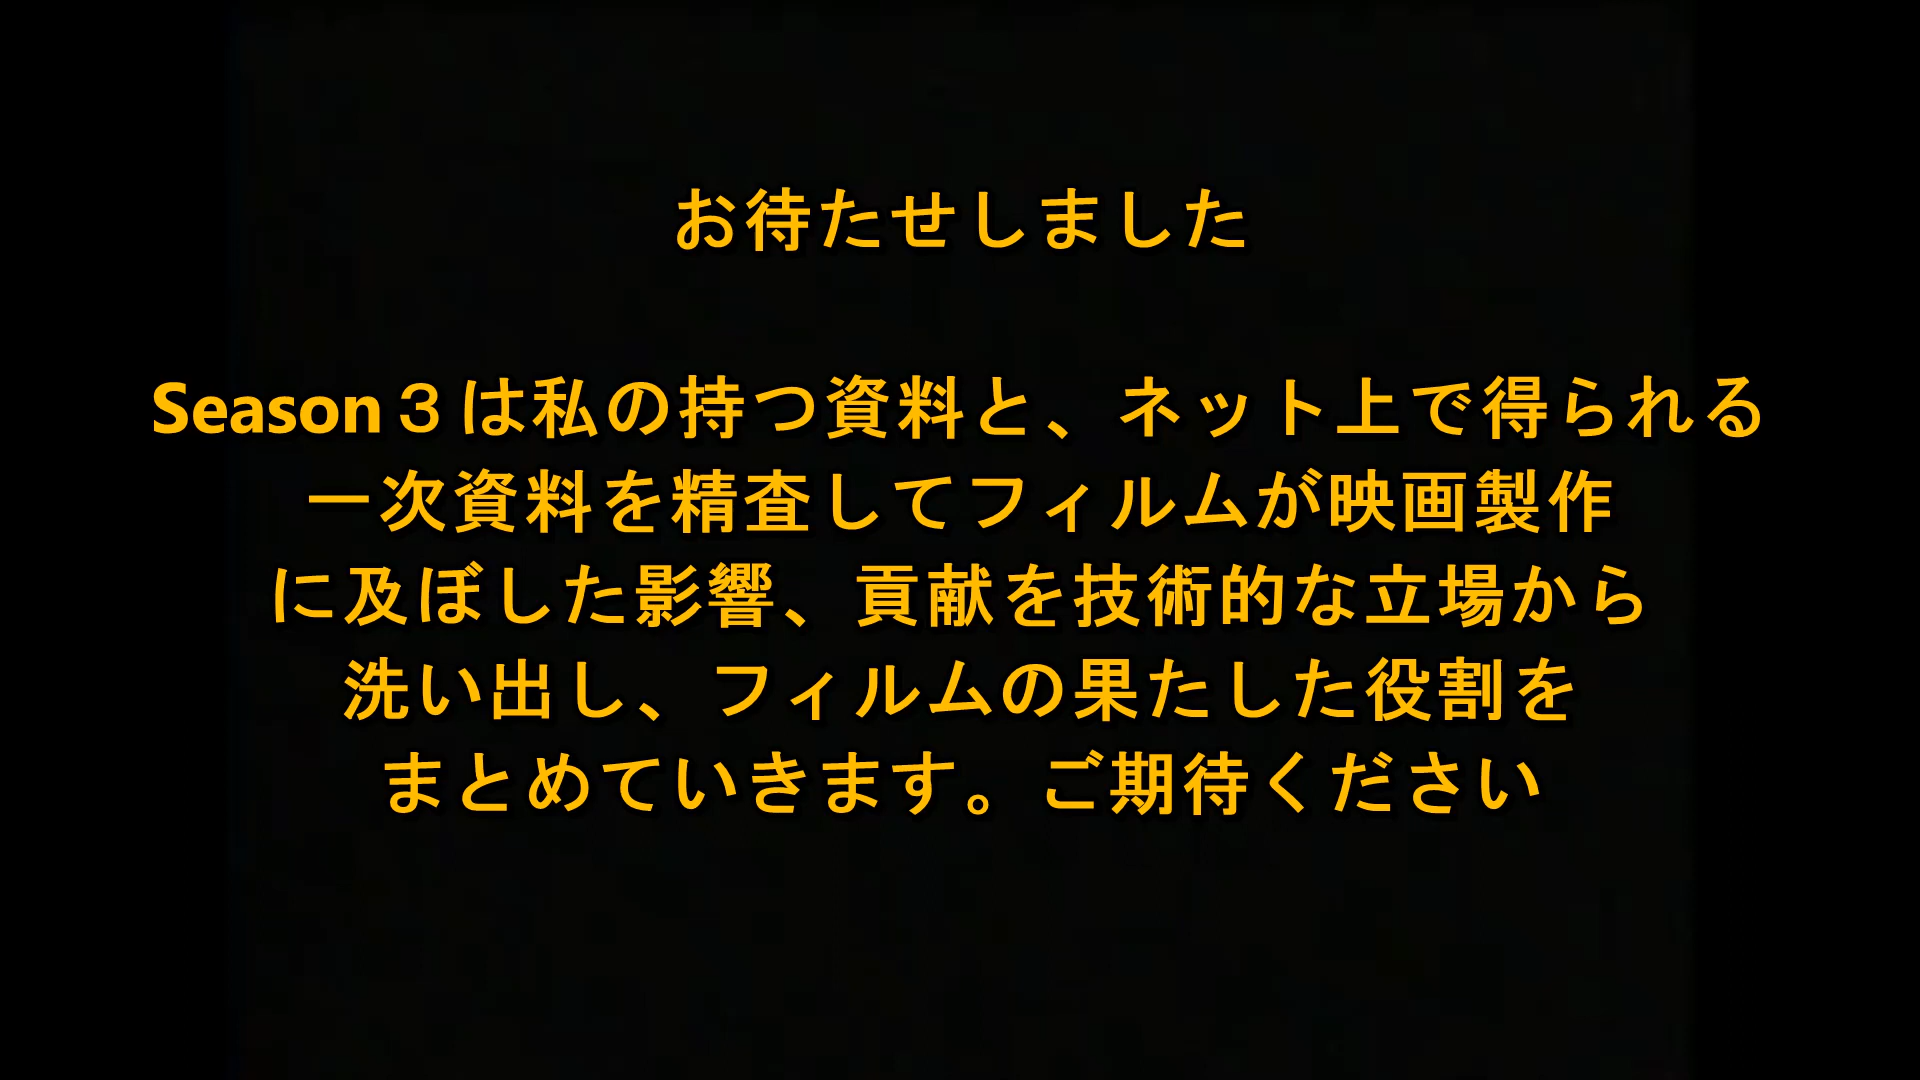 お待たせしました
Season３は私の持つ資料と、ネット上で得られる
一次資料を精査してフィルムが映画製作
に及ぼした影響、貢献を技術的な立場から
洗い出し、フィルムの果たした役割を
まとめていきます。ご期待ください